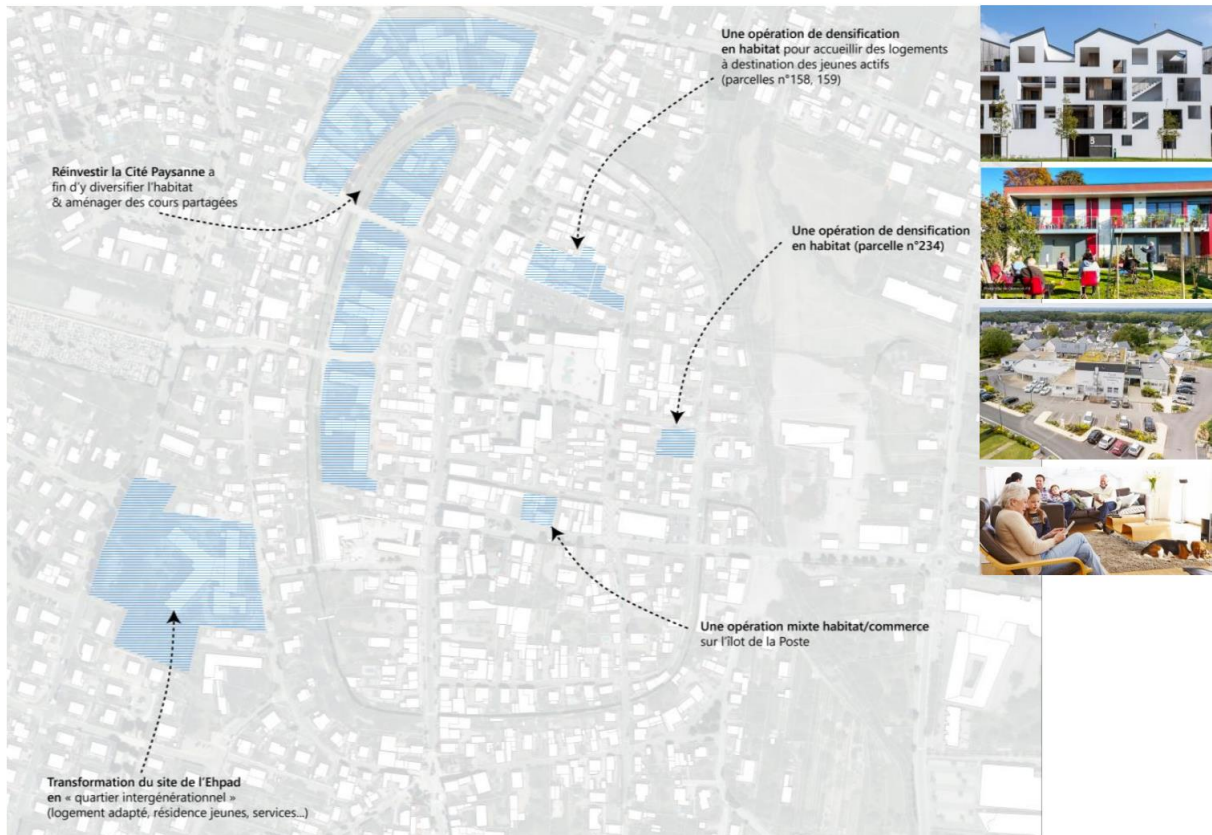 Une opération de densification
en habitat pour accueillir des logements
à destination des jeunes actifs
(parcelles n°158, 159)
Réinvestir la Cité Paysanne a
fin d'y diversifier l'habitat
& aménager des cours partagées
Une opération de densification
en habitat (parcelle n°234)
Une opération mixte habitat/commerce
sur l'îlot de la Poste
Transformation du site de l'Ehpad
en « quartier intergénérationnel »
(logement adapté, résidence jeunes, services...)
8